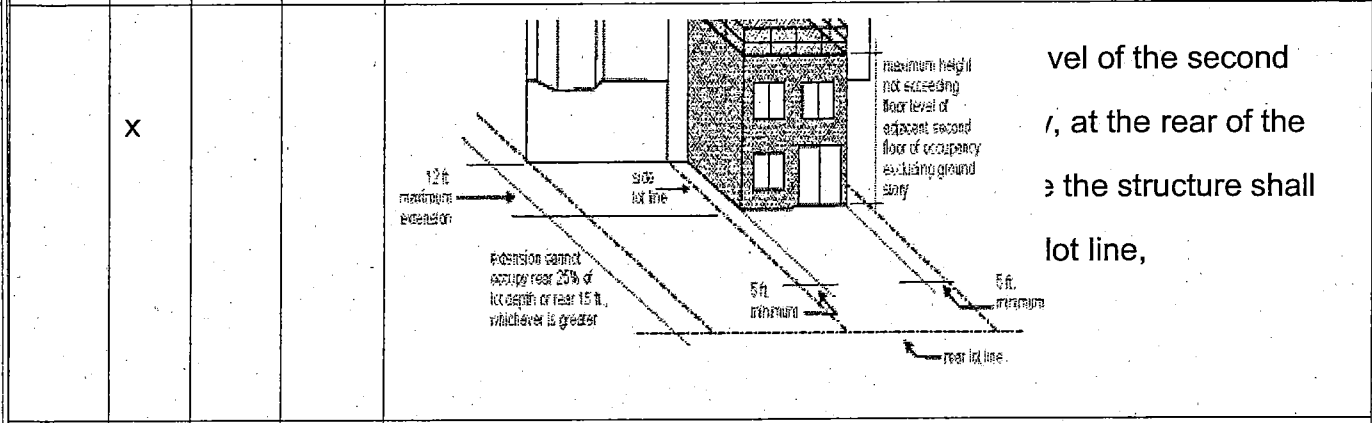 x
maximum height
not exceeding
floor level of
adjacent second
floor of occupancy
excluding ground
story
vel of the second
, at the rear of the
the structure shall
lot line,
12 ft.
maximum
extension
side
lot line
extension cannot
occupy rear 25% of
lot depth or rear 15 ft.,
whichever is greater
5 ft.
minimum
5 ft.
minimum
rear lot line